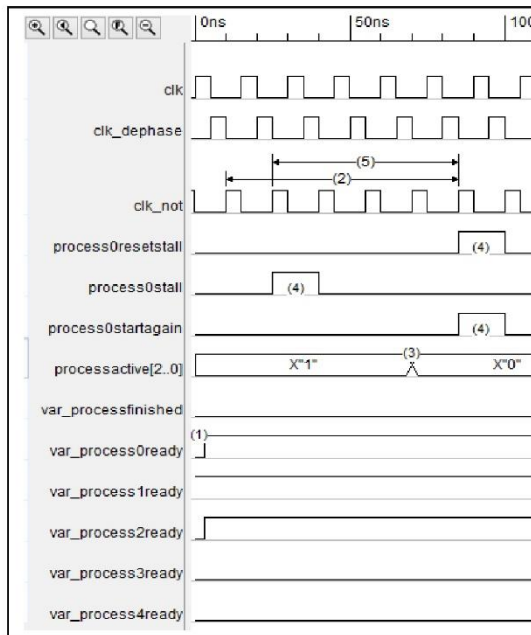 0ns 50ns 100
clk
clk_dephase
(5)
(2)
clk_not
process0resetstall (4)
process0stall (4)
process0startagain (4)
(3)
processactive[2..0] X"1" X"0"
var_processfinished
(1)
var_process0ready
var_process1ready
var_process2ready
var_process3ready
var_process4ready